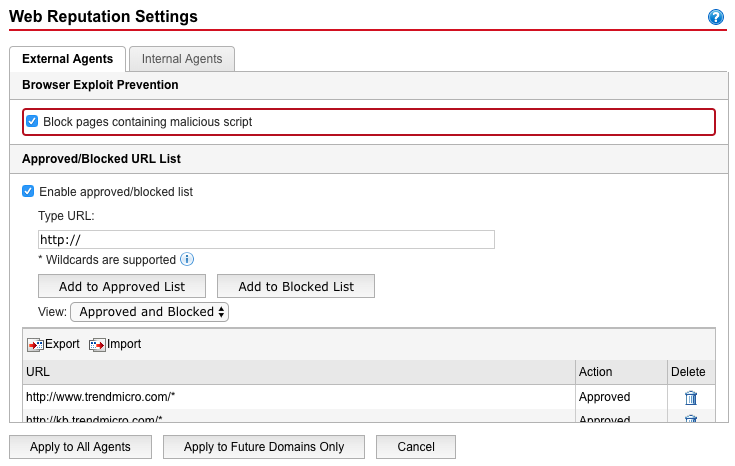 Web Reputation Settings
?
External Agents
Internal Agents
Browser Exploit Prevention
Block pages containing malicious script
Approved/Blocked URL List
Enable approved/blocked list
Type URL:
http://
* Wildcards are supported i
Add to Approved List
Add to Blocked List
View: Approved and Blocked
Export Import
URL Action Delete
http://www.trendmicro.com/* Approved
http://kb.trendmicro.com/* Approved
Apply to All Agents
Apply to Future Domains Only
Cancel